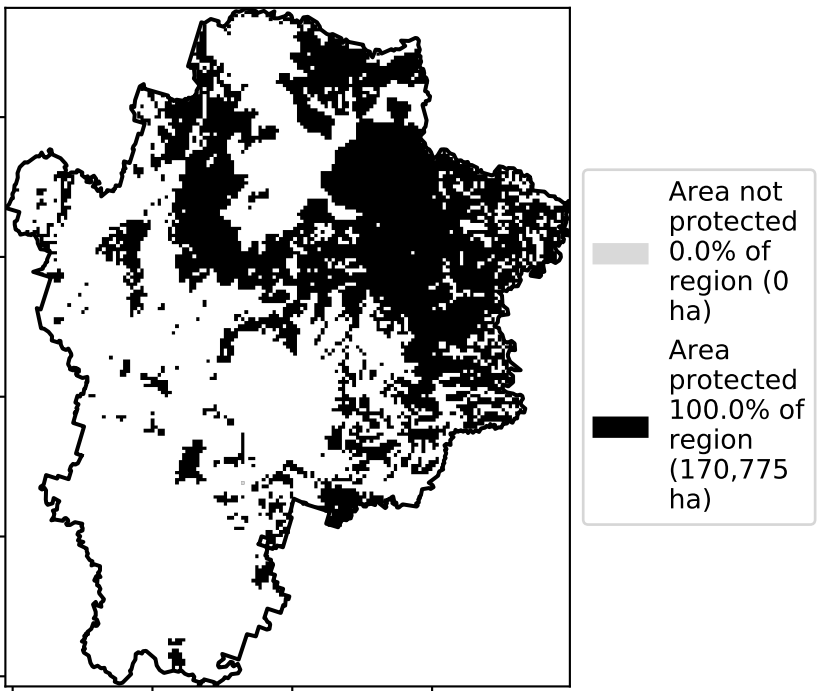 Area not
protected
0.0% of
region (0
ha)
Area
protected
100.0% of
region
(170,775
ha)